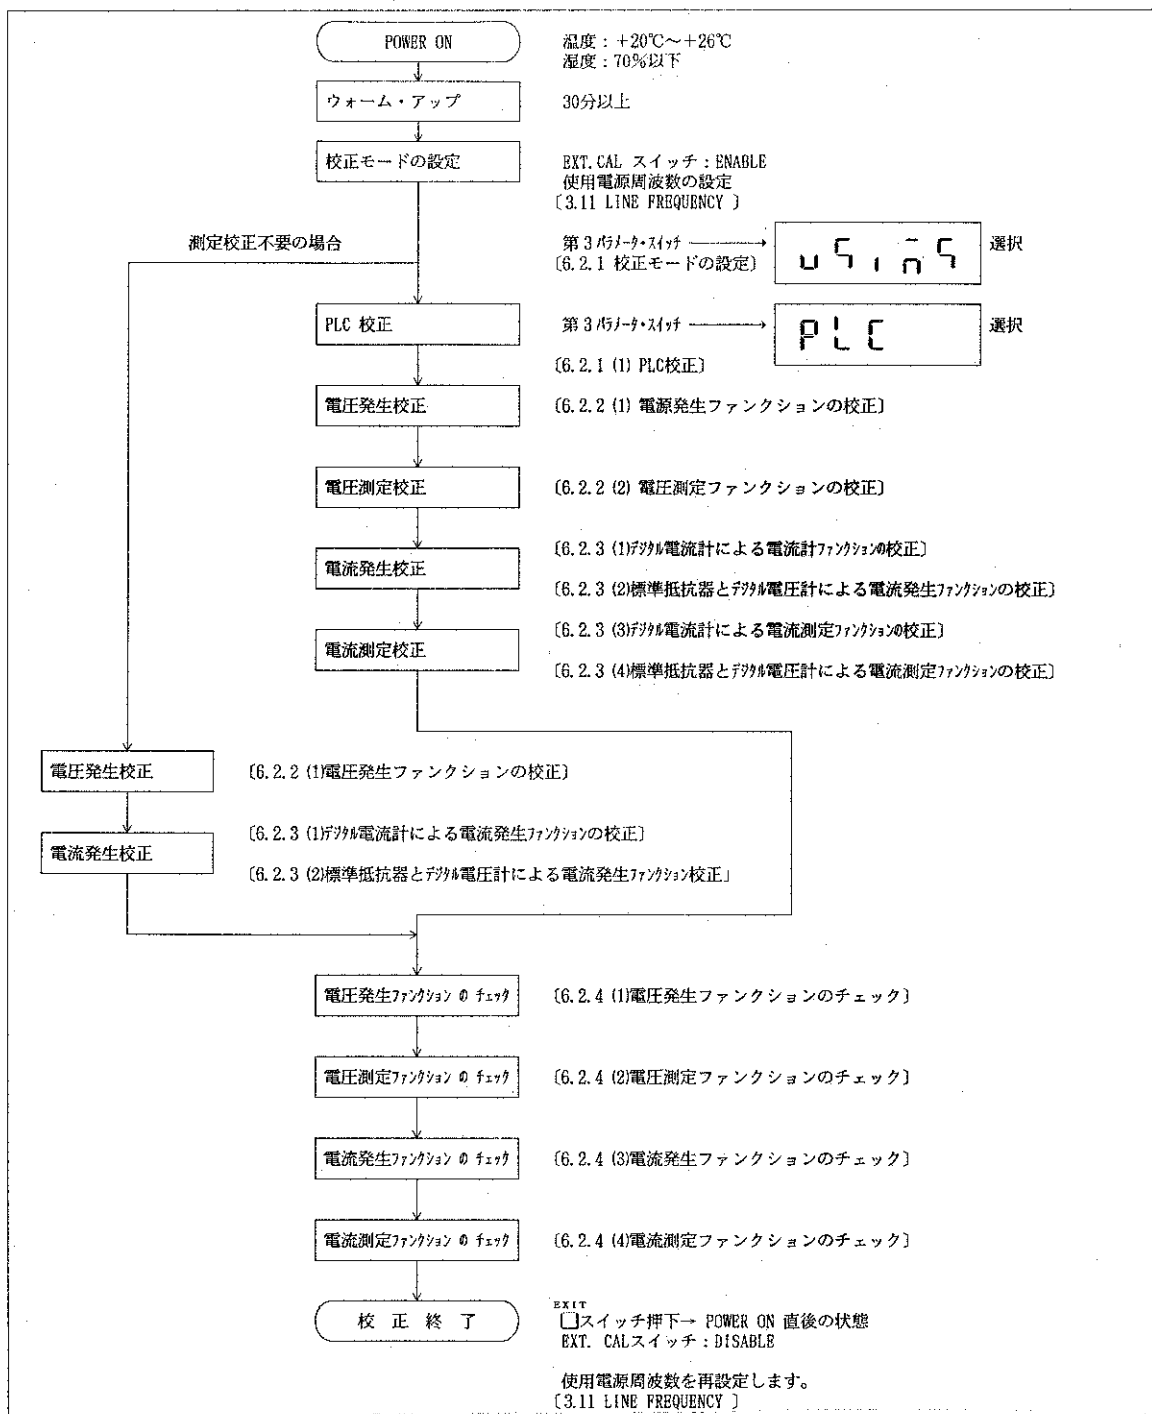 POWER ON
温度：+20℃～+26℃
湿度：70%以下
ウォーム・アップ
30分以上
校正モードの設定
EXT.CAL スイッチ：ENABLE
使用電源周波数の設定
〔3.11 LINE FREQUENCY 〕
測定校正不要の場合
第3パラメータ・スイッチ
選択
〔6.2.1 校正モードの設定〕
PLC 校正
第3パラメータ・スイッチ
PLC
選択
〔6.2.1 (1) PLC校正〕
電圧発生校正
〔6.2.2 (1) 電源発生ファンクションの校正〕
電圧測定校正
〔6.2.2 (2) 電圧測定ファンクションの校正〕
電流発生校正
〔6.2.3 (1)デジタル電流計による電流計ファンクションの校正〕
〔6.2.3 (2)標準抵抗器とデジタル電圧計による電流発生ファンクションの校正〕
電流測定校正
〔6.2.3 (3)デジタル電流計による電流測定ファンクションの校正〕
〔6.2.3 (4)標準抵抗器とデジタル電圧計による電流測定ファンクションの校正〕
電圧発生校正
〔6.2.2 (1)電圧発生ファンクションの校正〕
電流発生校正
〔6.2.3 (1)デジタル電流計による電流発生ファンクションの校正〕
〔6.2.3 (2)標準抵抗器とデジタル電圧計による電流発生ファンクション校正」
電圧発生ファンクション の チェック
〔6.2.4 (1)電圧発生ファンクションのチェック〕
電圧測定ファンクション の チェック
〔6.2.4 (2)電圧測定ファンクションのチェック〕
電流発生ファンクション の チェック
〔6.2.4 (3)電流発生ファンクションのチェック〕
電流測定ファンクション の チェック
〔6.2.4 (4)電流測定ファンクションのチェック〕
校 正 終 了
EXIT
□スイッチ押下→ POWER ON 直後の状態
EXT. CALスイッチ：DISABLE
使用電源周波数を再設定します。
〔3.11 LINE FREQUENCY 〕